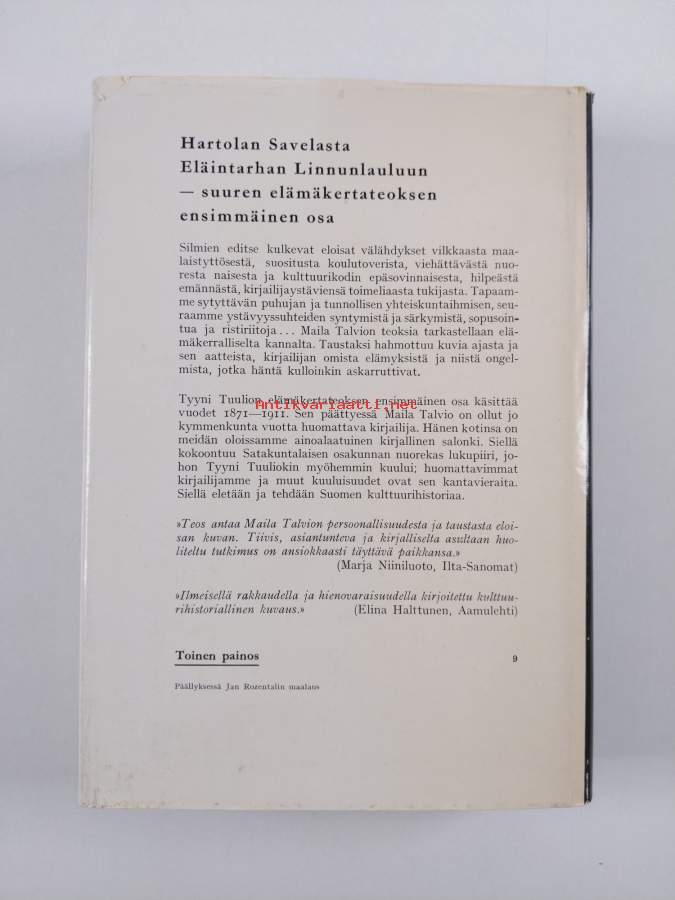 Hartolan Savelasta
Eläintarhan Linnunlauluun
— suuren elämäkertateoksen
ensimmäinen osa
Silmien editse kulkevat eloisat välähdykset vilkkaasta maa-
laistyttösestä, suositusta koulutoverista, viehättävästä nuo-
resta naisesta ja kulttuurikodin epäsovinnaisesta, hilpeästä
emännästä, kirjailijaystäviensä toimeliaasta tukijasta. Tapaam-
me sytyttävän puhujan ja tunnollisen yhteiskuntaihmisen, seu-
raamme ystävyyssuhteiden syntymistä ja särkymistä, sopusoin-
tua ja ristiriitoja... Maila Talvion teoksia tarkastellaan elä-
mäkerralliselta kannalta. Taustaksi hahmottuu kuvia ajasta ja
sen aatteista, kirjailijan omista elämyksistä ja niistä ongel-
mista, jotka häntä kulloinkin askarruttivat.
Tyyni Tuulion elämäkertateoksen ensimmäinen osa käsittää
Antikvariaatti.net
vuodet 1871—1911. Sen päättyessä Maila Talvio on ollut jo
kymmenkunta vuotta huomattava kirjailija. Hänen kotinsa on
meidän oloissamme ainoalaatuinen kirjallinen salonki. Siellä
kokoontuu Satakuntalaisen osakunnan nuorekas lukupiiri, jo-
hon Tyyni Tuuliokin myöhemmin kuului; huomattavimmat
kirjailijamme ja muut kuuluisuudet ovat sen kantavieraita.
Siellä eletään ja tehdään Suomen kulttuurihistoriaa.
»Teos antaa Maila Talvion persoonallisuudesta ja taustasta eloi-
san kuvan. Tiivis, asiantunteva ja kirjalliselta asultaan huo-
liteltu tutkimus on ansiokkaasti täyttävä paikkansa.»
(Marja Niiniluoto, Ilta-Sanomat)
»Ilmeisellä rakkaudella ja hienovaraisuudella kirjoitettu kulttuu-
rihistoriallinen kuvaus.» (Elina Halttunen, Aamulehti)
Toinen painos 9
Päällyksessä Jan Rozentalin maalaus